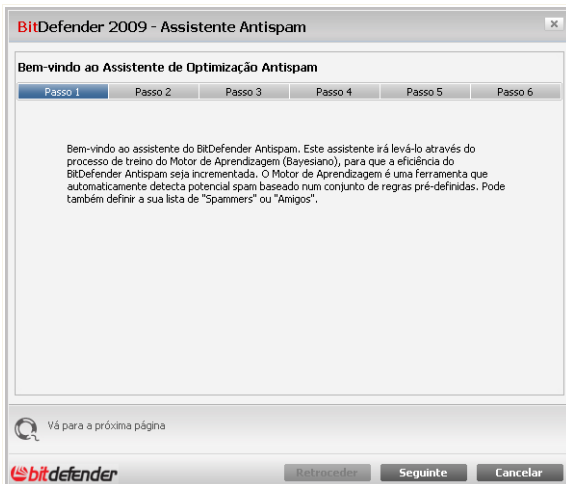 BitDefender 2009 - Assistente Antispam
Bem-vindo ao Assistente de Optimização Antispam
Passo 1 Passo 2 Passo 3 Passo 4 Passo 5 Passo 6
Bem-vindo ao assistente do BitDefender Antispam. Este assistente irá levá-lo através do
processo de treino do Motor de Aprendizagem (Bayesiano), para que a eficiência do
BitDefender Antispam seja incrementada. O Motor de Aprendizagem é uma ferramenta que
automaticamente detecta potencial spam baseado num conjunto de regras pré-definidas. Pode
também definir a sua lista de "Spammers" ou "Amigos".
Vá para a próxima página
bitdefender Retroceder Seguinte Cancelar